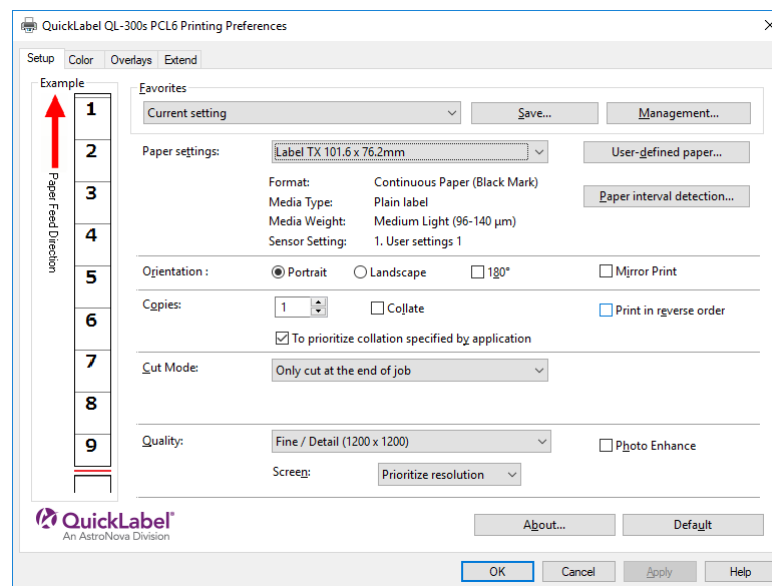 QuickLabel QL-300s PCL6 Printing Preferences
Setup Color Overlays Extend
Example
1
2
3
4
5
6
7
8
9
Paper Feed Direction
Favorites
Current setting Save... Management...
Paper settings: Label TX 101.6 x 76.2mm User-defined paper...
Format: Continuous Paper (Black Mark)
Media Type: Plain label
Media Weight: Medium Light (96-140 µm)
Sensor Setting: 1. User settings 1
Paper interval detection...
Orientation : Portrait Landscape 180° Mirror Print
Copies: 1 Collate Print in reverse order
To prioritize collation specified by application
Cut Mode: Only cut at the end of job
Quality: Fine / Detail (1200 x 1200) Photo Enhance
Screen: Prioritize resolution
QuickLabel®
An AstroNova Division
About... Default
OK Cancel Apply Help